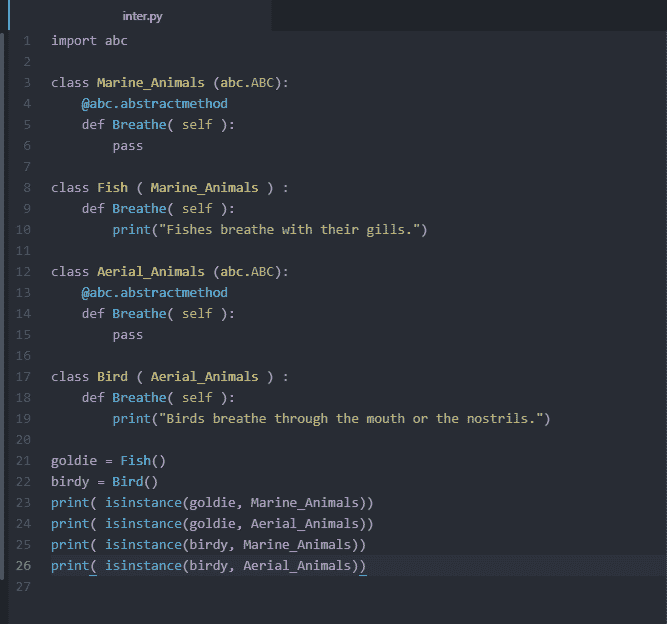 inter.py
1 import abc
2
3 class Marine_Animals (abc.ABC):
4     @abc.abstractmethod
5     def Breathe( self ):
6         pass
7
8 class Fish ( Marine_Animals ) :
9     def Breathe( self ):
10         print("Fishes breathe with their gills.")
11
12 class Aerial_Animals (abc.ABC):
13     @abc.abstractmethod
14     def Breathe( self ):
15         pass
16
17 class Bird ( Aerial_Animals ) :
18     def Breathe( self ):
19         print("Birds breathe through the mouth or the nostrils.")
20
21 goldie = Fish()
22 birdy = Bird()
23 print( isinstance(goldie, Marine_Animals))
24 print( isinstance(goldie, Aerial_Animals))
25 print( isinstance(birdy, Marine_Animals))
26 print( isinstance(birdy, Aerial_Animals))
27